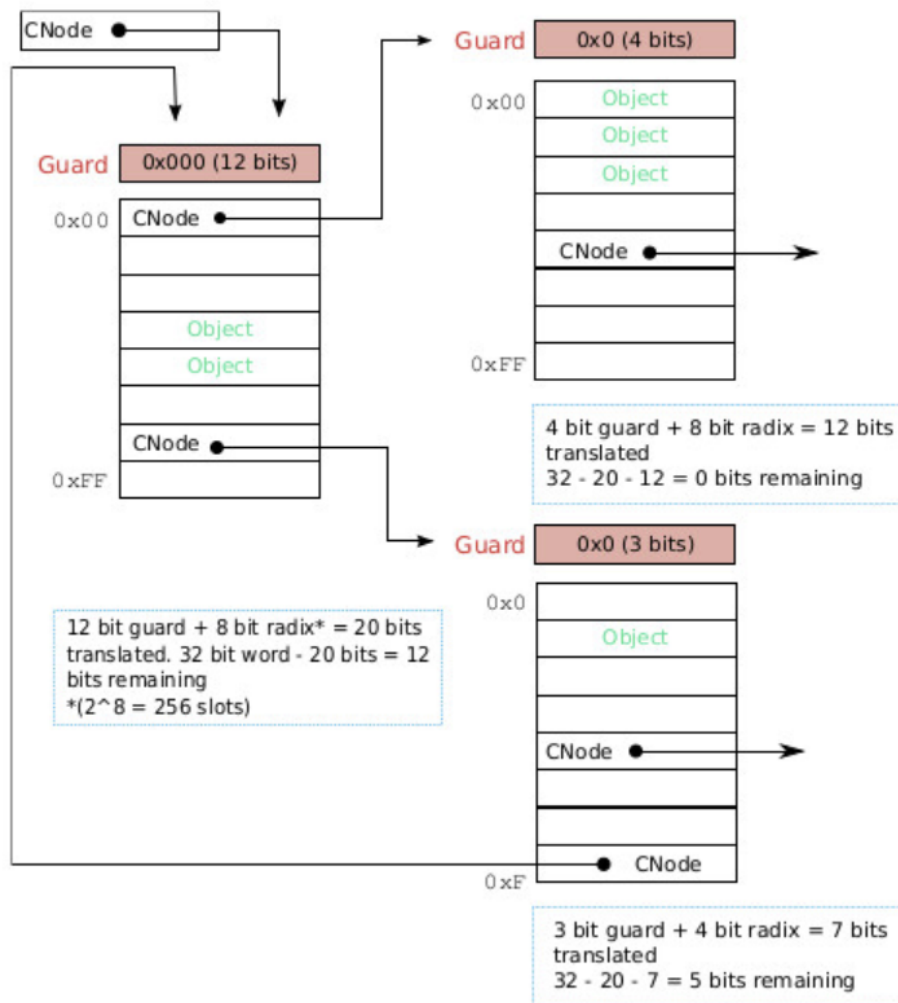 CNode
Guard 0x000 (12 bits)
0x00 CNode
Object
Object
CNode
0xFF
12 bit guard + 8 bit radix* = 20 bits
translated. 32 bit word - 20 bits = 12
bits remaining
*(2^8 = 256 slots)
Guard 0x0 (4 bits)
0x00 Object
Object
Object
CNode
0xFF
4 bit guard + 8 bit radix = 12 bits
translated
32 - 20 - 12 = 0 bits remaining
Guard 0x0 (3 bits)
0x0
Object
CNode
CNode
0xF
3 bit guard + 4 bit radix = 7 bits
translated
32 - 20 - 7 = 5 bits remaining